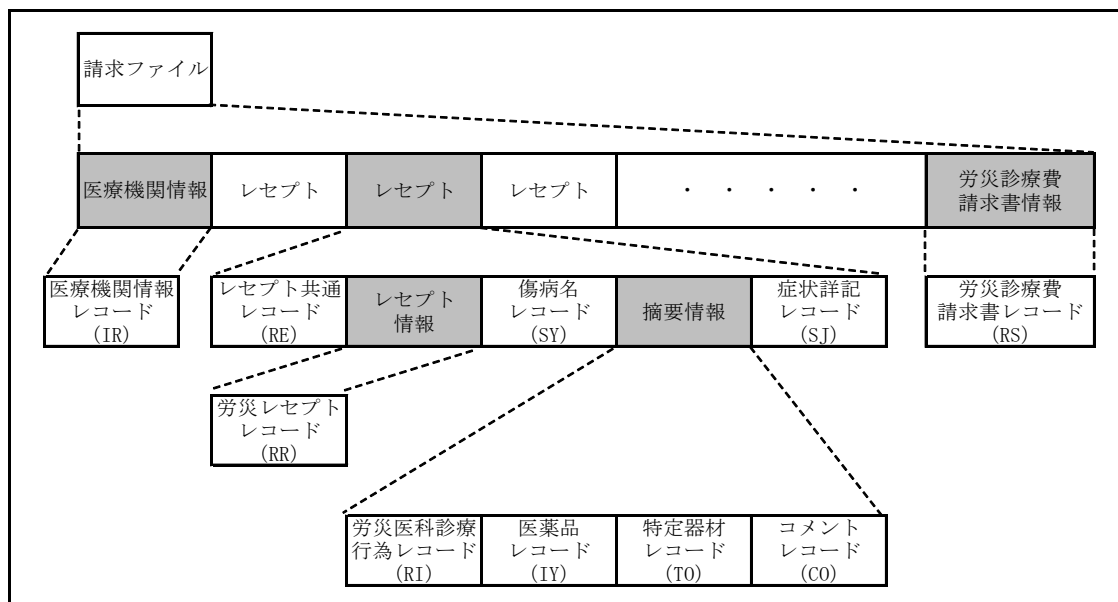 請求ファイル
医療機関情報
レセプト
レセプト
レセプト
・ ・ ・ ・ ・
労災診療費
請求書情報
医療機関情報
レコード
(IR)
レセプト共通
レコード
(RE)
レセプト
情報
傷病名
レコード
(SY)
摘要情報
症状詳記
レコード
(SJ)
労災診療費
請求書レコード
(RS)
労災レセプト
レコード
(RR)
労災医科診療
行為レコード
(RI)
医薬品
レコード
(IY)
特定器材
レコード
(TO)
コメント
レコード
(CO)